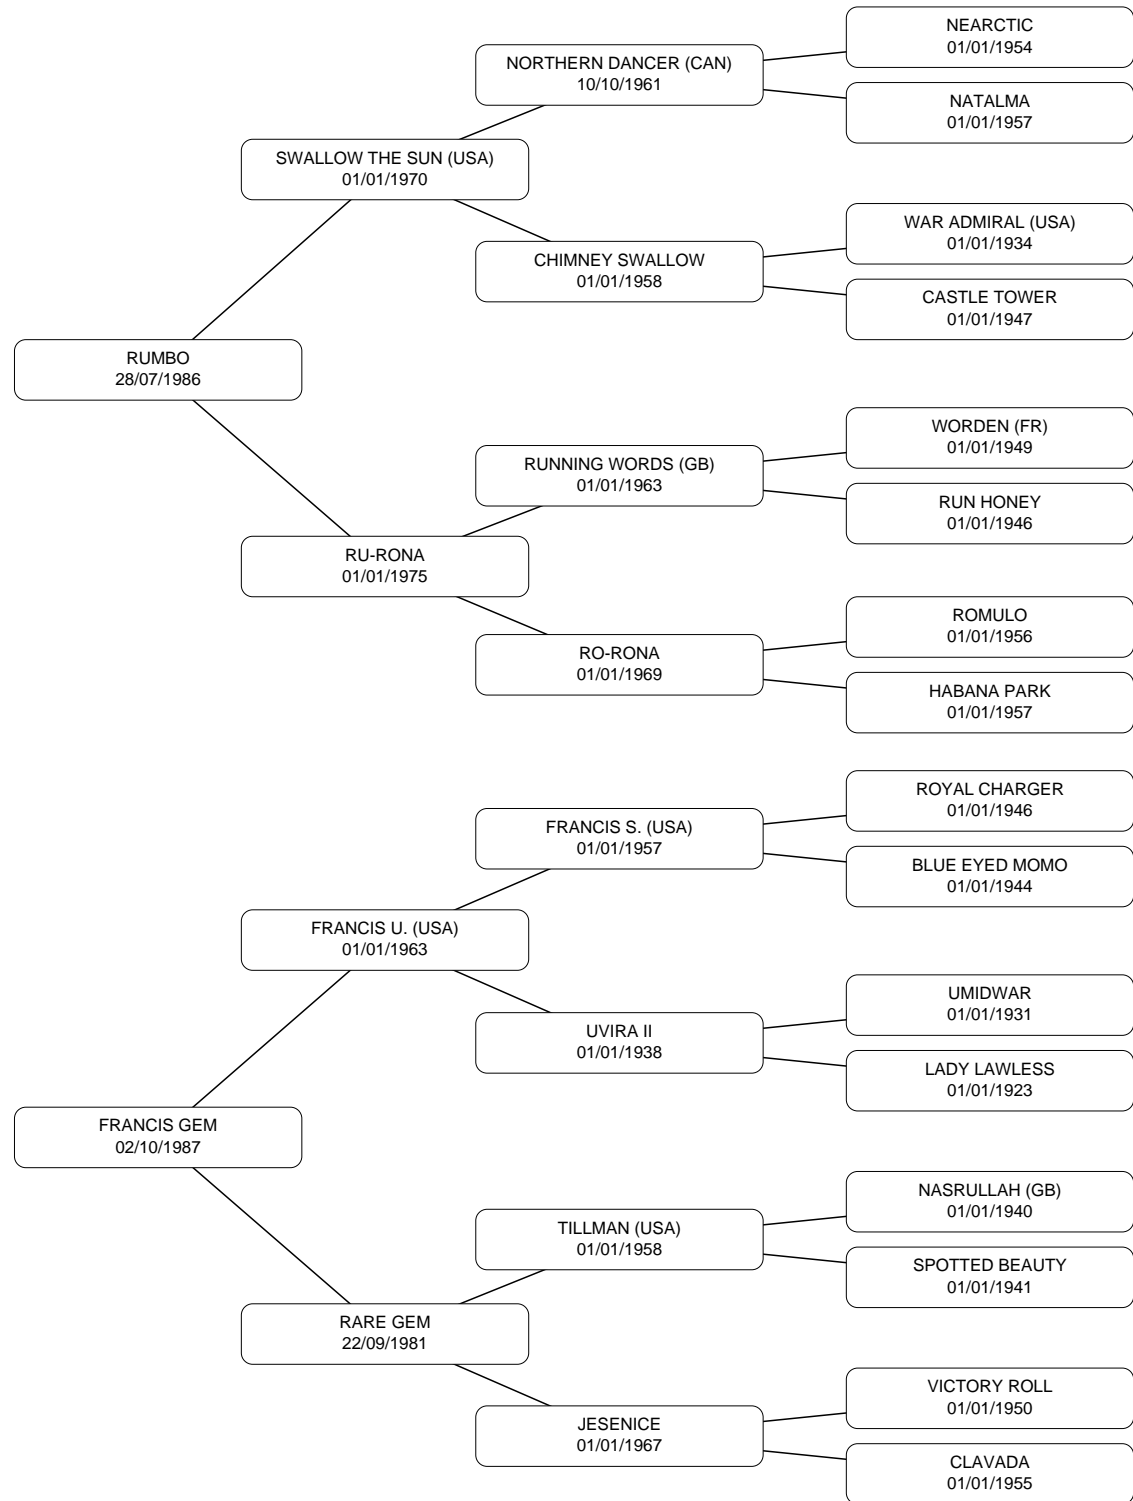 NEARCTIC
01/01/1954
NORTHERN DANCER (CAN)
10/10/1961
NATALMA
01/01/1957
SWALLOW THE SUN (USA)
01/01/1970
WAR ADMIRAL (USA)
01/01/1934
CHIMNEY SWALLOW
01/01/1958
CASTLE TOWER
01/01/1947
RUMBO
28/07/1986
WORDEN (FR)
01/01/1949
RUNNING WORDS (GB)
01/01/1963
RUN HONEY
01/01/1946
RU-RONA
01/01/1975
ROMULO
01/01/1956
RO-RONA
01/01/1969
HABANA PARK
01/01/1957
ROYAL CHARGER
01/01/1946
FRANCIS S. (USA)
01/01/1957
BLUE EYED MOMO
01/01/1944
FRANCIS U. (USA)
01/01/1963
UMIDWAR
01/01/1931
UVIRA II
01/01/1938
LADY LAWLESS
01/01/1923
FRANCIS GEM
02/10/1987
NASRULLAH (GB)
01/01/1940
TILLMAN (USA)
01/01/1958
SPOTTED BEAUTY
01/01/1941
RARE GEM
22/09/1981
VICTORY ROLL
01/01/1950
JESENICE
01/01/1967
CLAVADA
01/01/1955